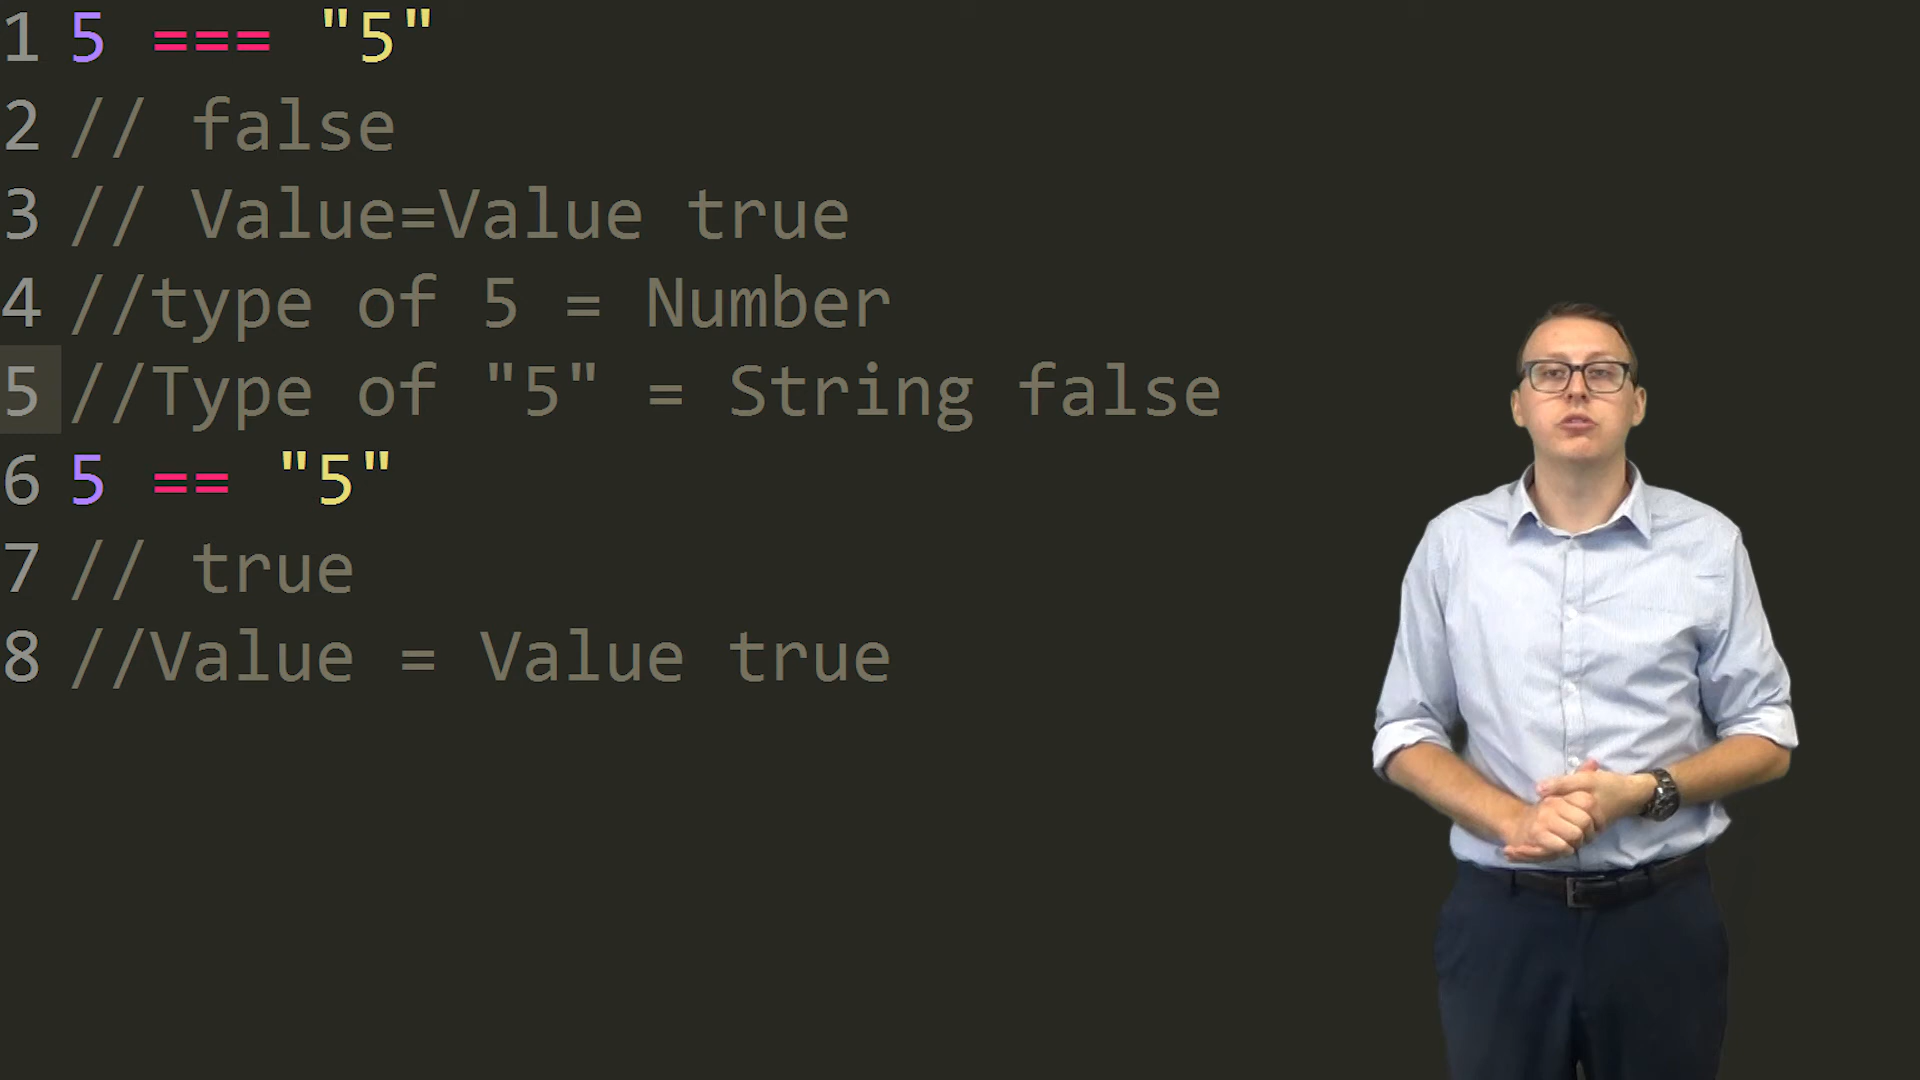 1 5 === "5"
2 // false
3 // Value=Value true
4 //type of 5 = Number
5 //Type of "5" = String false
6 5 == "5"
7 // true
8 //Value = Value true